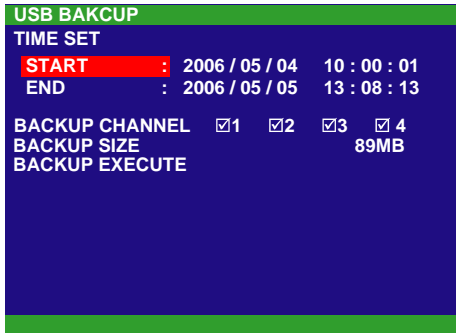 USB BAKCUP
TIME SET
START : 2006 / 05 / 04 10 : 00 : 01
END : 2006 / 05 / 05 13 : 08 : 13
BACKUP CHANNEL ☑1 ☑2 ☑3 ☑ 4
BACKUP SIZE 89MB
BACKUP EXECUTE